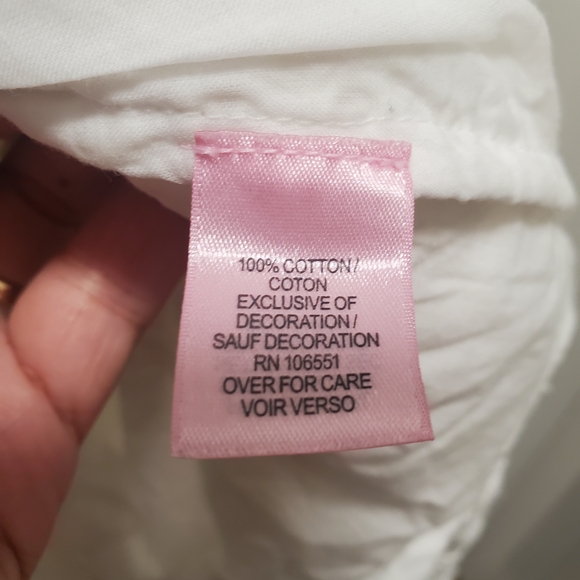 100% COTTON /
COTON
EXCLUSIVE OF
DECORATION /
SAUF DECORATION
RN 106551
OVER FOR CARE
VOIR VERSO